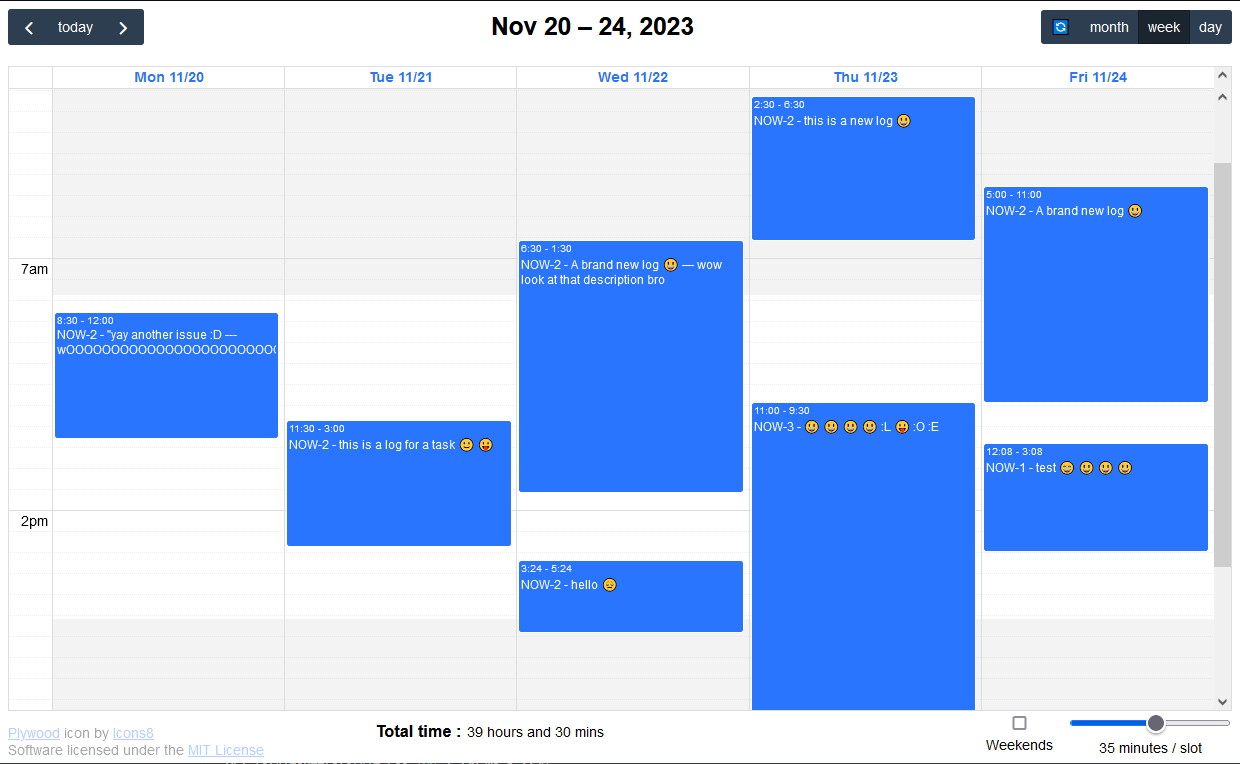 today
Nov 20 – 24, 2023
month week day
Mon 11/20 Tue 11/21 Wed 11/22 Thu 11/23 Fri 11/24
7am
2pm
8:30 - 12:00
NOW-2 - "yay another issue :D —
11:30 - 3:00
NOW-2 - this is a log for a task 🙂 😛
6:30 - 1:30
NOW-2 - A brand new log 😀 — wow
look at that description bro
3:24 - 5:24
NOW-2 - hello 😞
2:30 - 6:30
NOW-2 - this is a new log 😀
11:00 - 9:30
NOW-3 - 😀 😀 😀 😀 :L 😛 :O :E
5:00 - 11:00
NOW-2 - A brand new log 😀
12:08 - 3:08
NOW-1 - test 😊 😀 😀 😀
Plywood icon by Icons8
Software licensed under the MIT License
Total time : 39 hours and 30 mins
Weekends
35 minutes / slot